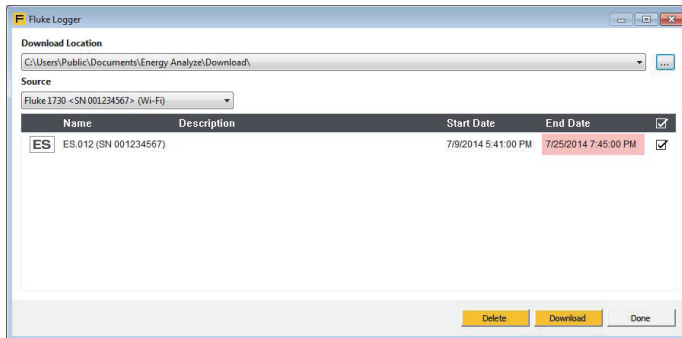 F Fluke Logger
Download Location
C:\Users\Public\Documents\Energy Analyze\Download\
...
Source
Fluke 1730 <SN 001234567> (Wi-Fi)
Name Description Start Date End Date
ES ES.012 (SN 001234567) 7/9/2014 5:41:00 PM 7/25/2014 7:45:00 PM
Delete Download Done